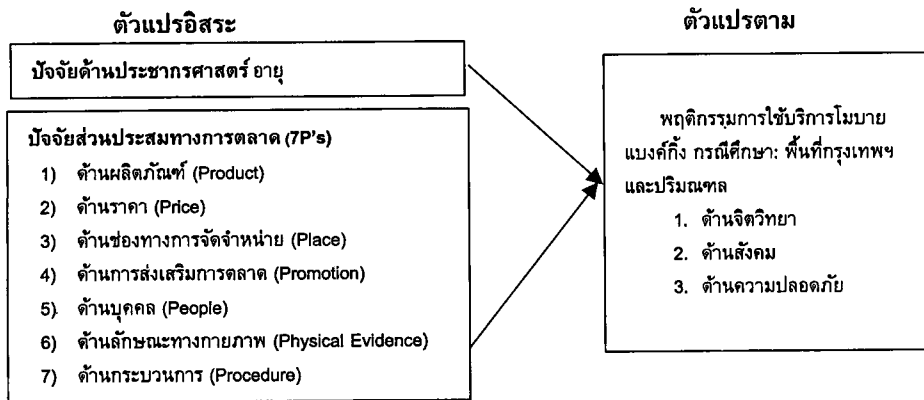 ตัวแปรอิสระ
ปัจจัยด้านประชากรศาสตร์ อายุ
ปัจจัยส่วนประสมทางการตลาด (7P's)
1) ด้านผลิตภัณฑ์ (Product)
2) ด้านราคา (Price)
3) ด้านช่องทางการจัดจำหน่าย (Place)
4) ด้านการส่งเสริมการตลาด (Promotion)
5) ด้านบุคคล (People)
6) ด้านลักษณะทางกายภาพ (Physical Evidence)
7) ด้านกระบวนการ (Procedure)
ตัวแปรตาม
พฤติกรรมการใช้บริการโมบาย
แบงค์กิ้ง กรณีศึกษา: พื้นที่กรุงเทพฯ
และปริมณฑล
1. ด้านจิตวิทยา
2. ด้านสังคม
3. ด้านความปลอดภัย